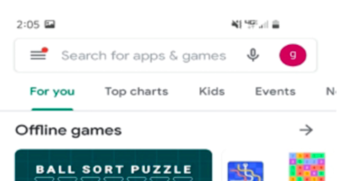 2:05
Search for apps & games
g
For you Top charts Kids Events N
Offline games
BALL SORT PUZZLE